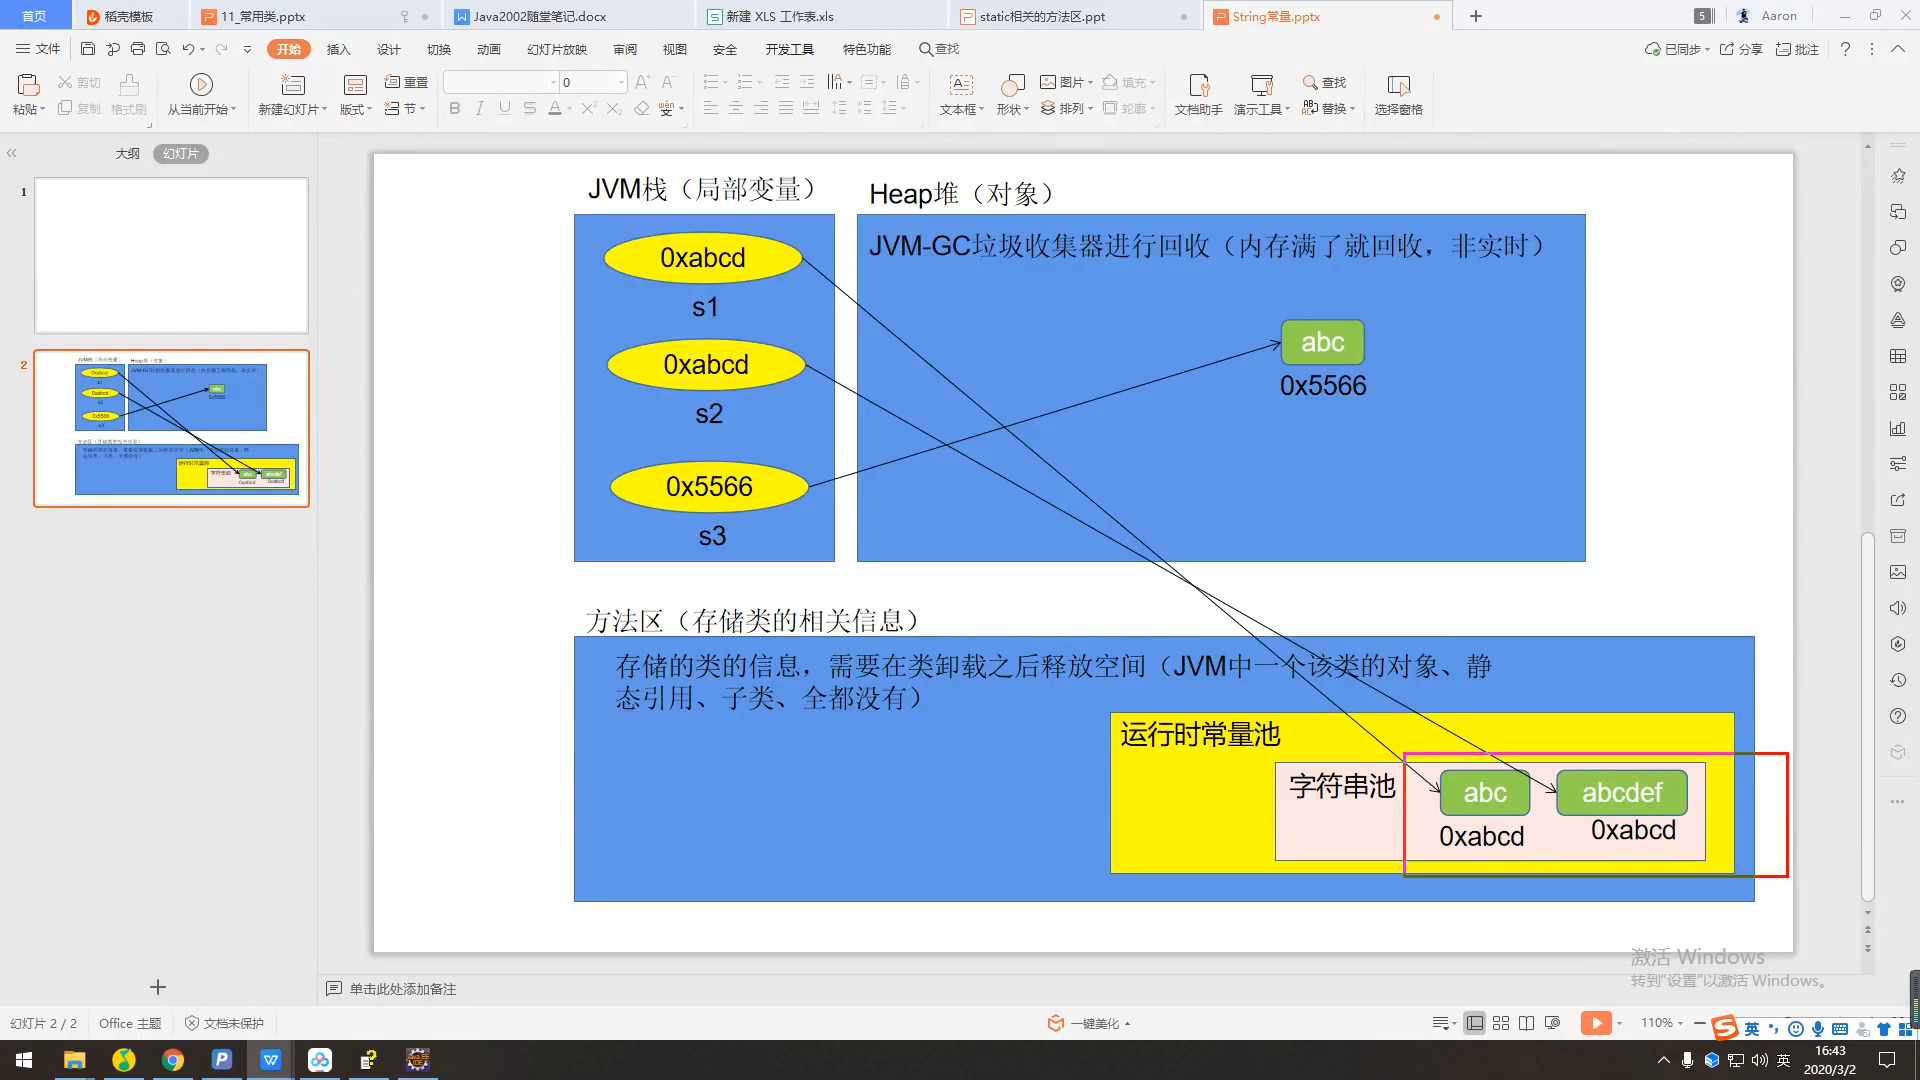 首页
稻壳模板
11_常用类.pptx
Java2002随堂笔记.docx
新建 XLS 工作表.xls
static相关的方法区.ppt
String常量.pptx
5
Aaron
文件
开始
插入
设计
切换
动画
幻灯片放映
审阅
视图
安全
开发工具
特色功能
查找
已同步
分享
批注
粘贴
剪切
复制
格式刷
从当前开始
新建幻灯片
版式
重置
节
0
文本框
形状
图片
排列
填充
轮廓
文档助手
演示工具
查找
替换
选择窗格
大纲
幻灯片
1
2
JVM栈（局部变量）
Heap堆（对象）
0xabcd
s1
0xabcd
s2
0x5566
s3
JVM-GC垃圾收集器进行回收（内存满了就回收，非实时）
abc
0x5566
方法区（存储类的相关信息）
存储的类的信息，需要在类卸载之后释放空间（JVM中一个该类的对象、静
态引用、子类、全都没有）
运行时常量池
字符串池
abc
0xabcd
abcdef
0xabcd
激活 Windows
转到"设置"以激活 Windows。
单击此处添加备注
幻灯片 2 / 2
Office 主题
文档未保护
一键美化
110%
英
英
16:43
2020/3/2